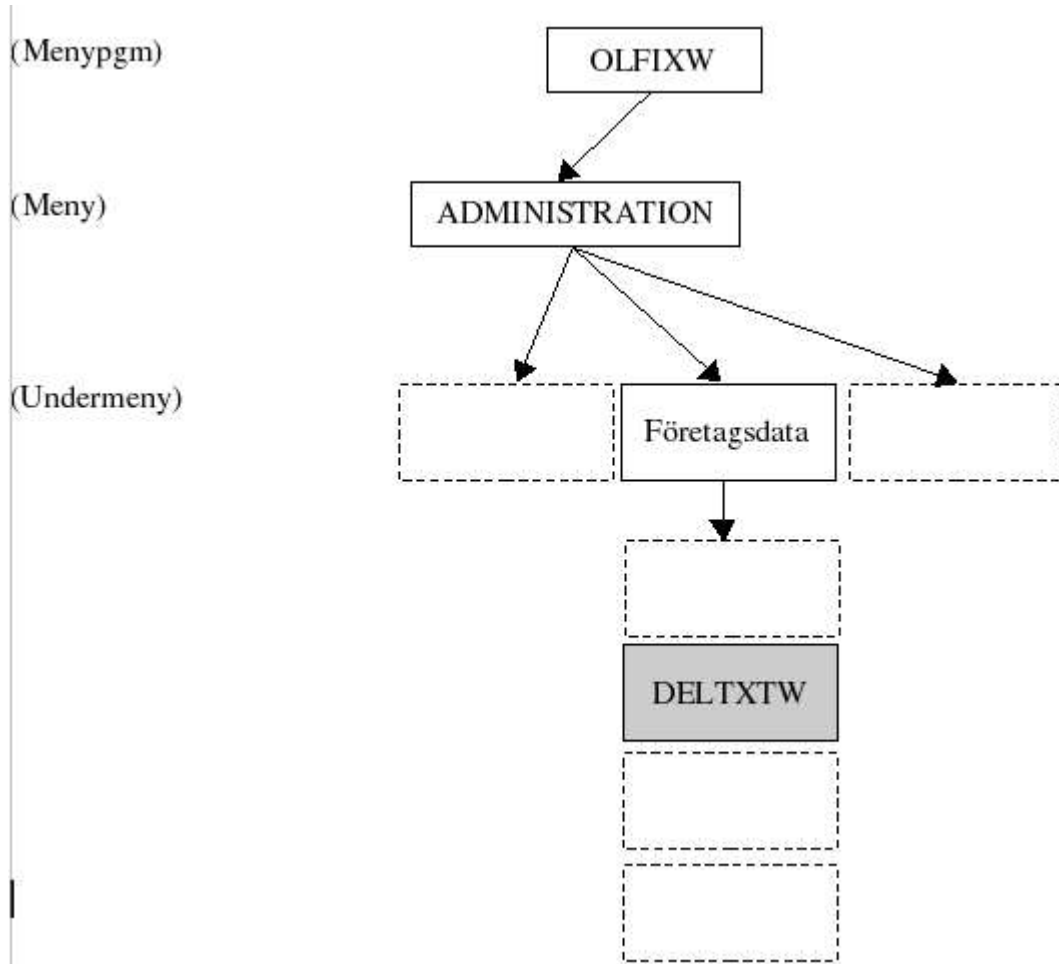 (Menypgm)
OLFIXW
(Meny)
ADMINISTRATION
(Undermeny)
Företagsdata
DELTXTW